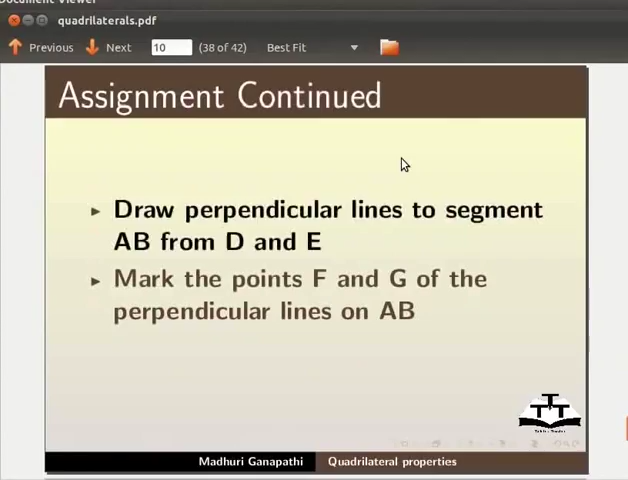 Document Viewer
quadrilaterals.pdf
Previous Next 10 (38 of 42) Best Fit
Assignment Continued
Draw perpendicular lines to segment
AB from D and E
Mark the points F and G of the
perpendicular lines on AB
TTT
Madhuri Ganapathi Quadrilateral properties